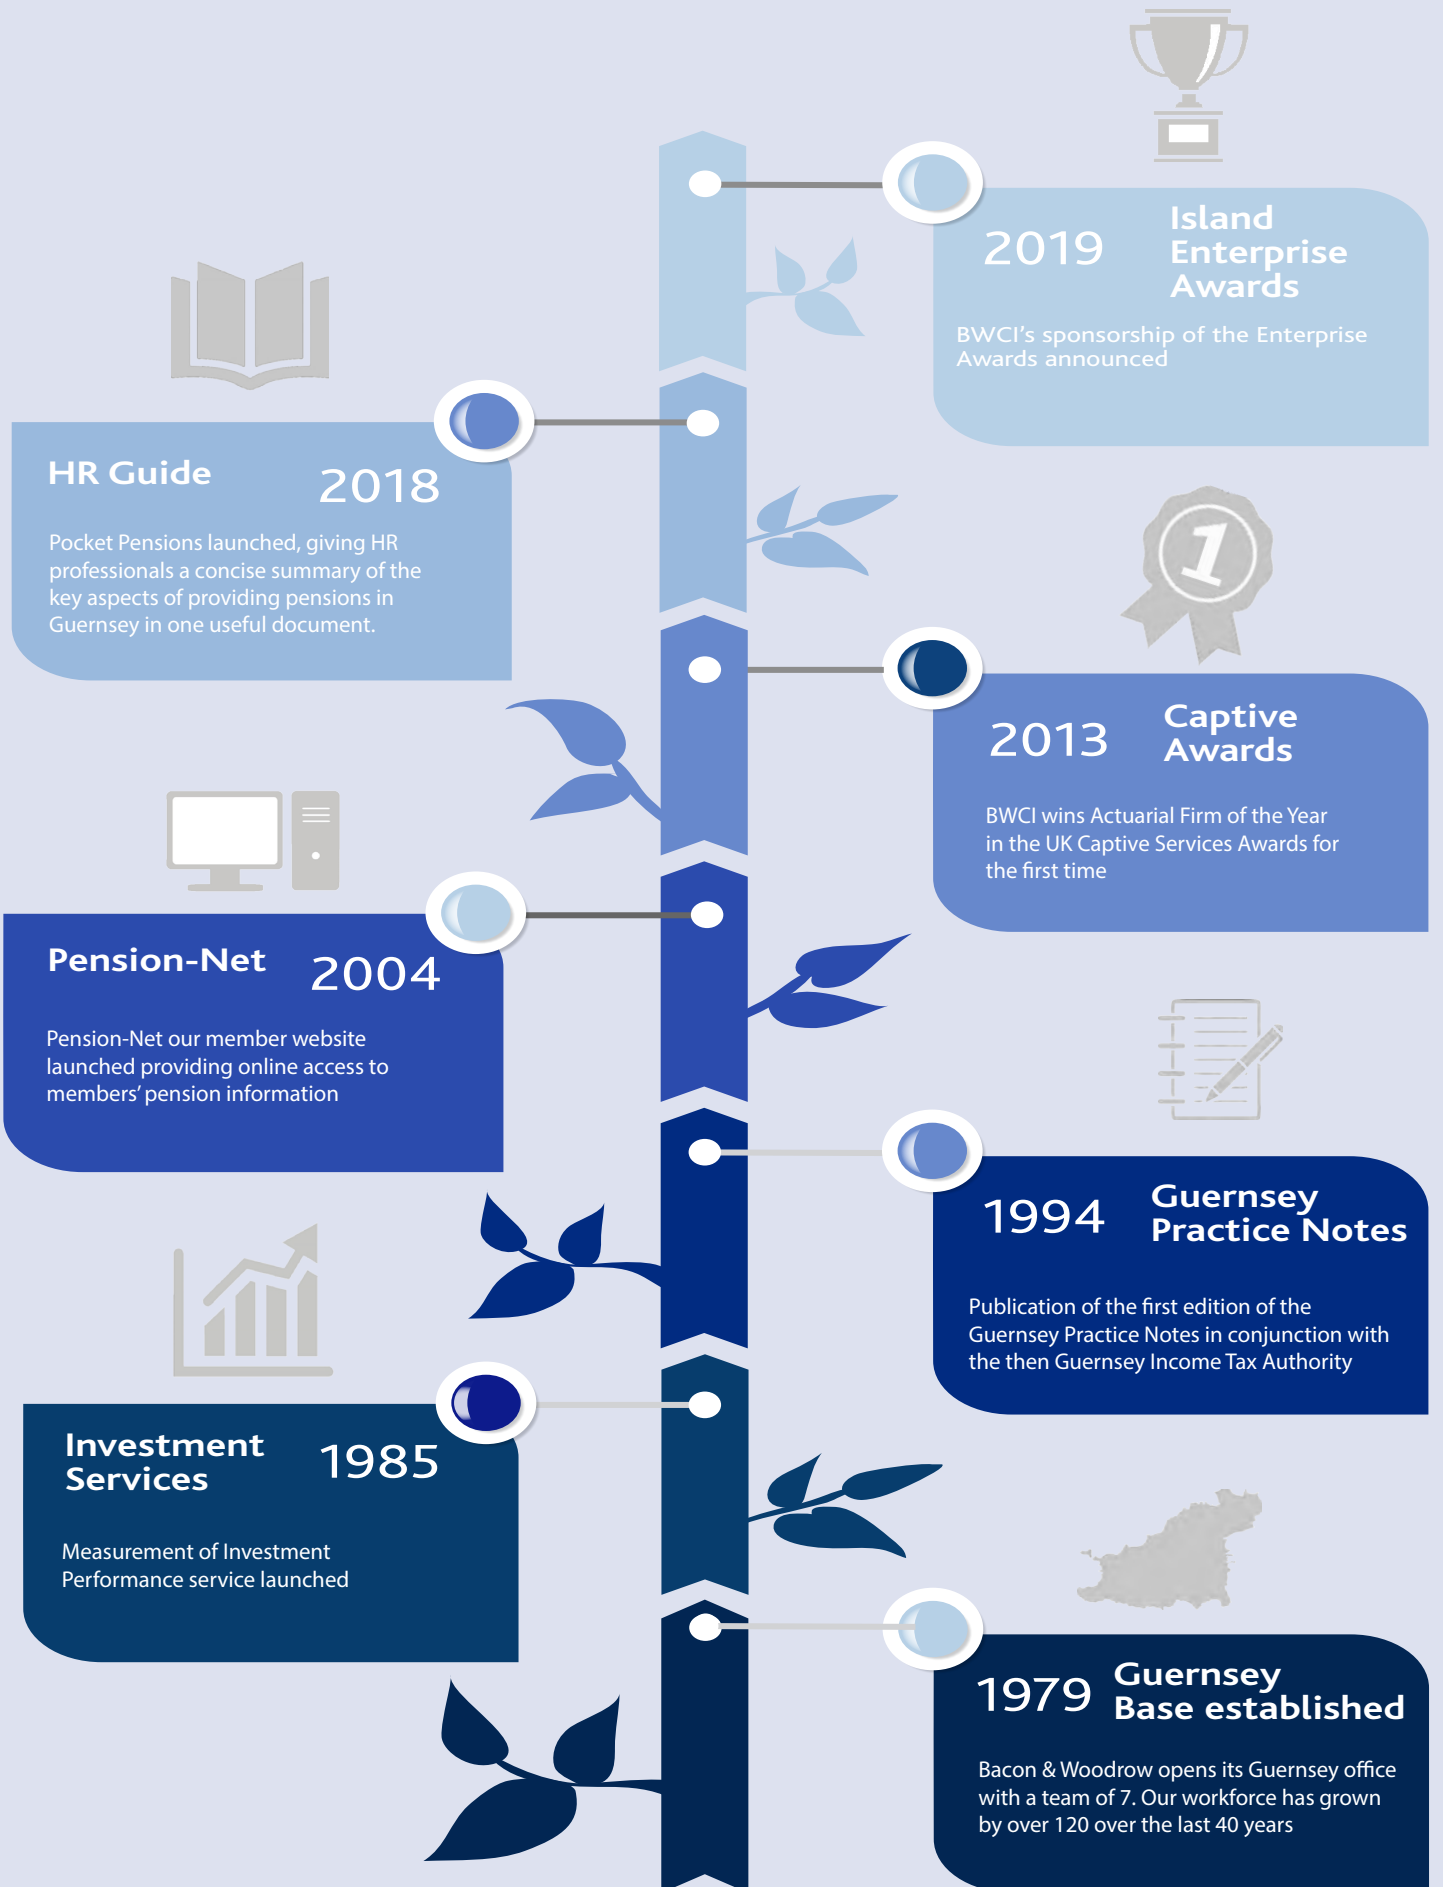 2019
Island
Enterprise
Awards
BWCI's sponsorship of the Enterprise
Awards announced
HR Guide
2018
Pocket Pensions launched, giving HR
professionals a concise summary of the
key aspects of providing pensions in
Guernsey in one useful document.
1
2013
Captive
Awards
BWCI wins Actuarial Firm of the Year
in the UK Captive Services Awards for
the first time
Pension-Net
2004
Pension-Net our member website
launched providing online access to
members' pension information
1994
Guernsey
Practice Notes
Publication of the first edition of the
Guernsey Practice Notes in conjunction with
the then Guernsey Income Tax Authority
Investment
Services
1985
Measurement of Investment
Performance service launched
1979
Guernsey
Base established
Bacon & Woodrow opens its Guernsey office
with a team of 7. Our workforce has grown
by over 120 over the last 40 years